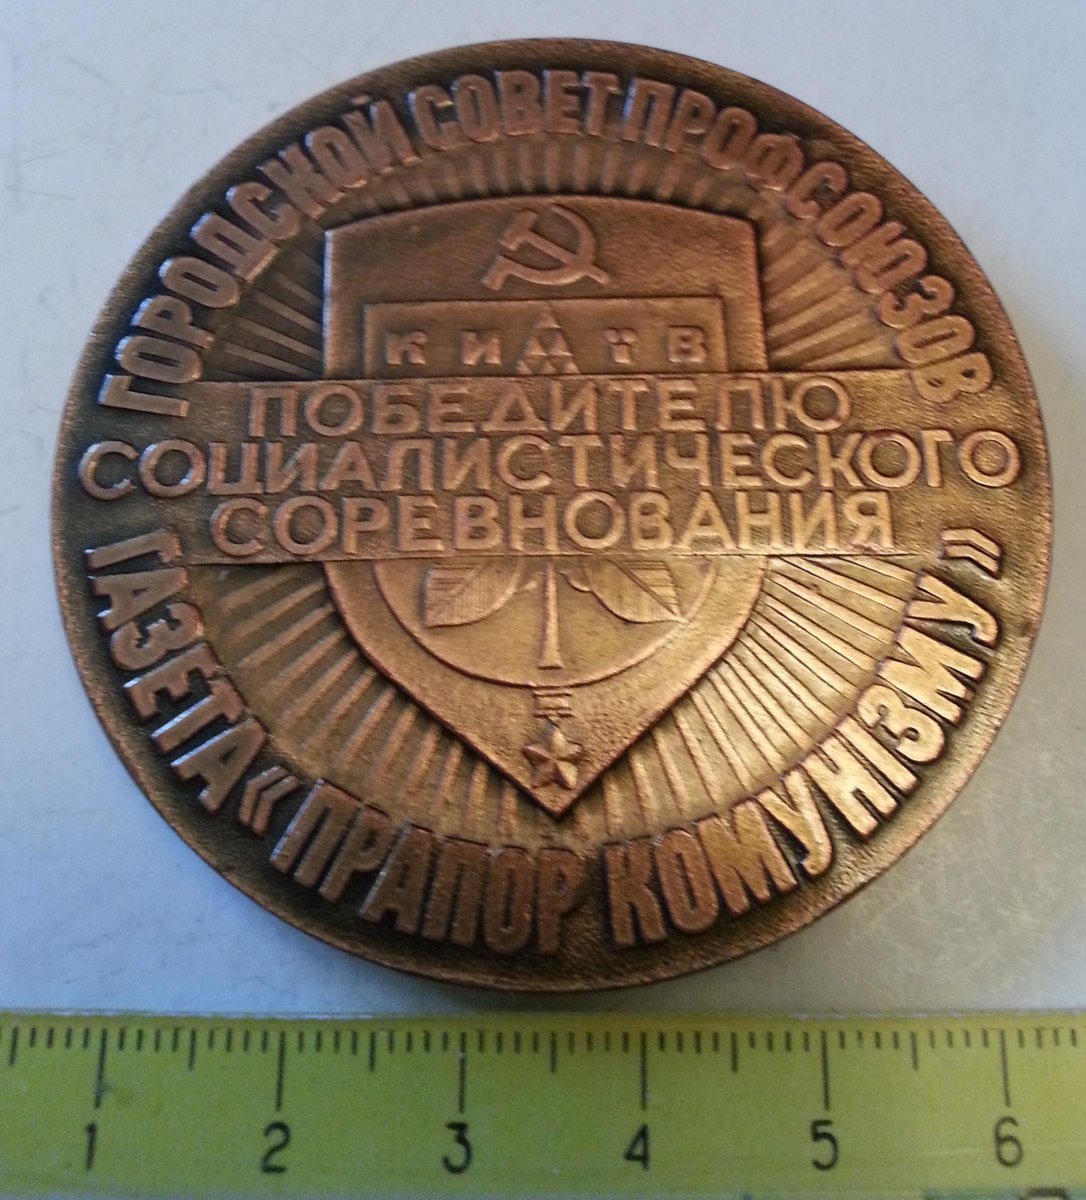 ГОРОДСКОЙ СОВЕТ ПРОФСОЮЗОВ
КИЇВ
ПОБЕДИТЕЛЮ
СОЦИАЛИСТИЧЕСКОГО
СОРЕВНОВАНИЯ
ГАЗЕТА «ПРАПОР КОМУНІЗМУ»
1 2 3 4 5 6